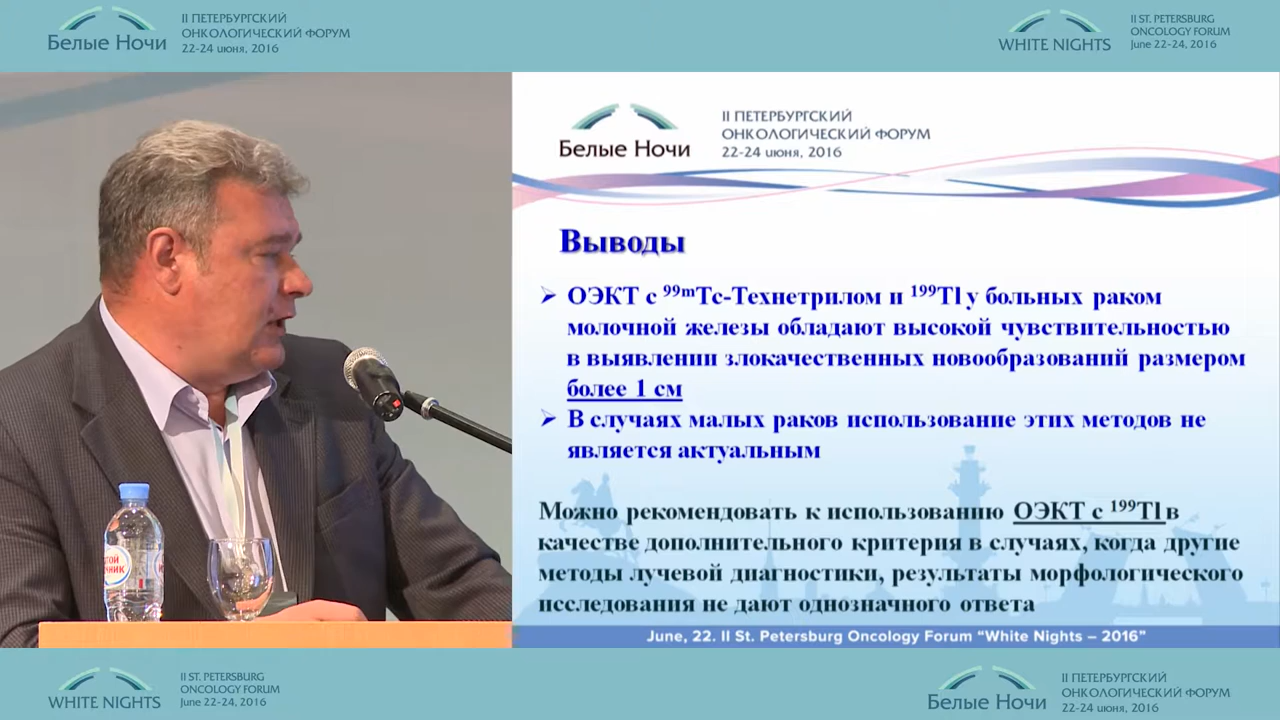 Белые Ночи
II ПЕТЕРБУРГСКИЙ
ОНКОЛОГИЧЕСКИЙ ФОРУМ
22-24 июня, 2016
WHITE NIGHTS
II ST. PETERSBURG
ONCOLOGY FORUM
June 22-24, 2016
Белые Ночи
II ПЕТЕРБУРГСКИЙ
ОНКОЛОГИЧЕСКИЙ ФОРУМ
22-24 июня, 2016
Выводы
ОЭКТ с ⁹⁹ᵐТс-Технетрилом и ¹⁹⁹Tl у больных раком
молочной железы обладают высокой чувствительностью
в выявлении злокачественных новообразований размером
более 1 см
В случаях малых раков использование этих методов не
является актуальным
Можно рекомендовать к использованию ОЭКТ с ¹⁹⁹Tl в
качестве дополнительного критерия в случаях, когда другие
методы лучевой диагностики, результаты морфологического
исследования не дают однозначного ответа
June, 22. II St. Petersburg Oncology Forum “White Nights – 2016”
WHITE NIGHTS
II ST. PETERSBURG
ONCOLOGY FORUM
June 22-24, 2016
Белые Ночи
II ПЕТЕРБУРГСКИЙ
ОНКОЛОГИЧЕСКИЙ ФОРУМ
22-24 июня, 2016